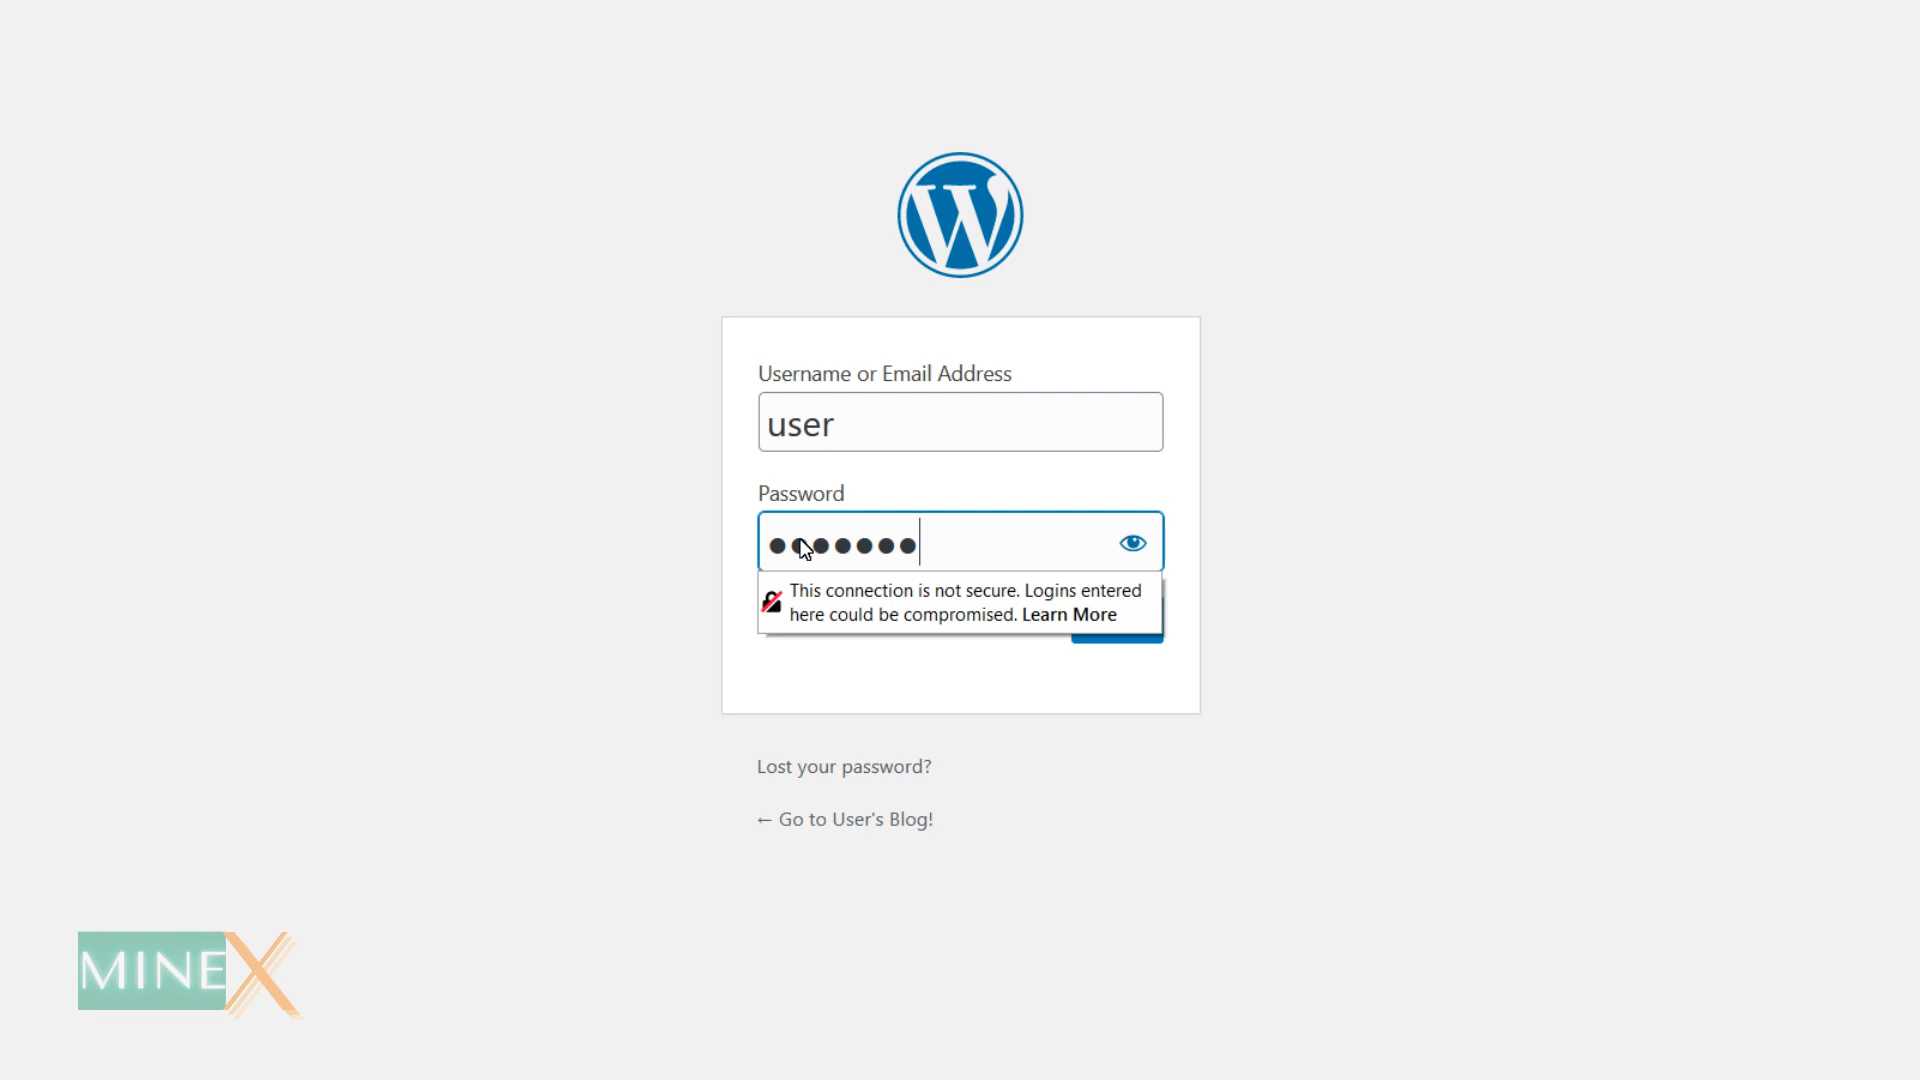 Username or Email Address
user
Password
This connection is not secure. Logins entered
here could be compromised. Learn More
Lost your password?
← Go to User's Blog!
MINEX